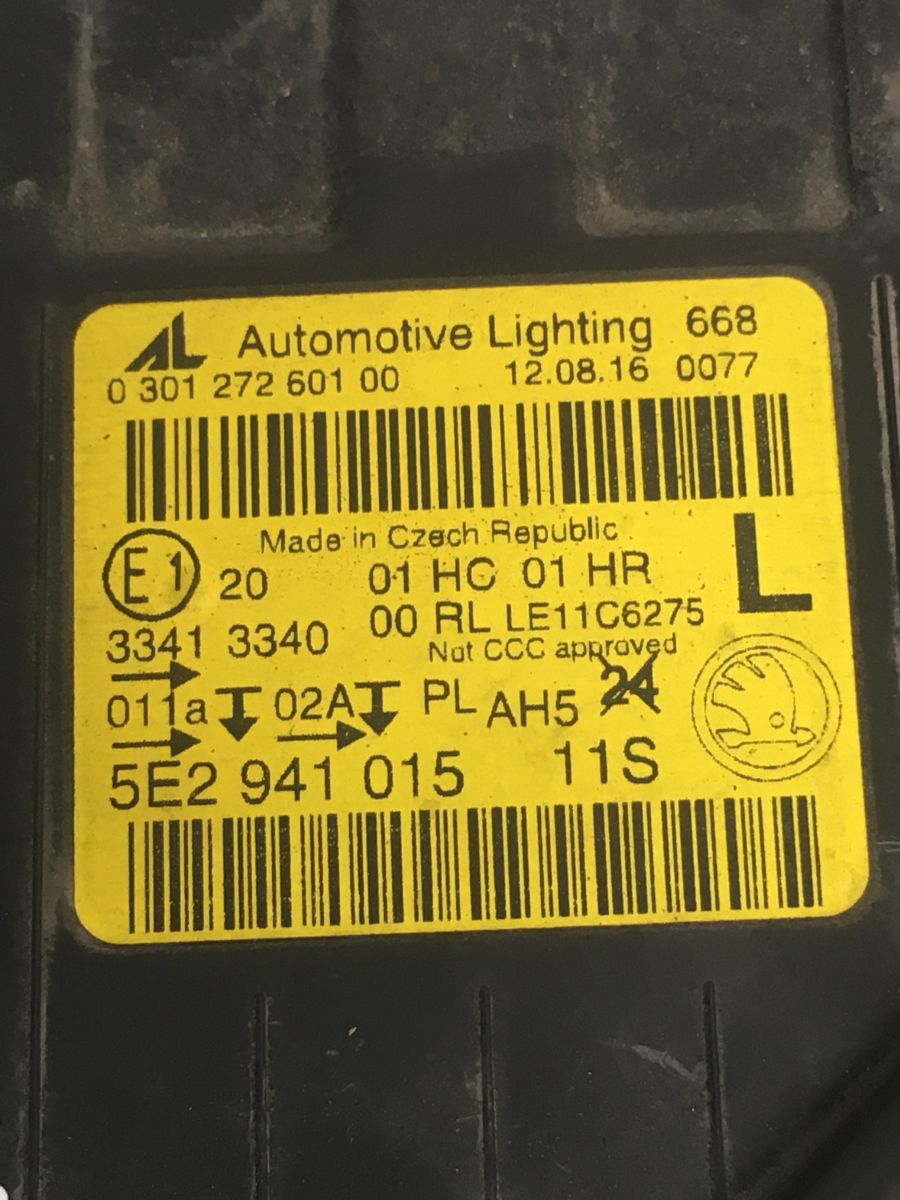 AL Automotive Lighting 668
0 301 272 601 00 12.08.16 0077
Made in Czech Republic
E1 20 01 HC 01 HR L
00 RL LE11C6275
3341 3340 Not CCC approved
011a 02A PL AH5 24
5E2 941 015 11S